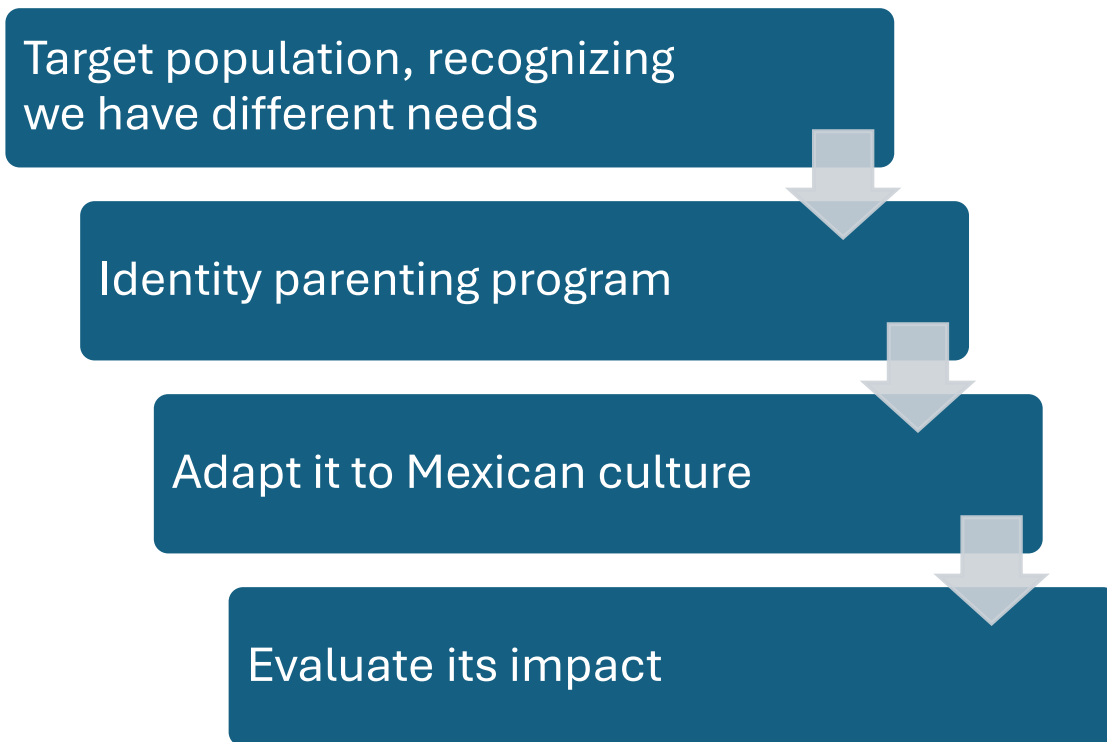 Target population, recognizing
we have different needs
Identity parenting program
Adapt it to Mexican culture
Evaluate its impact